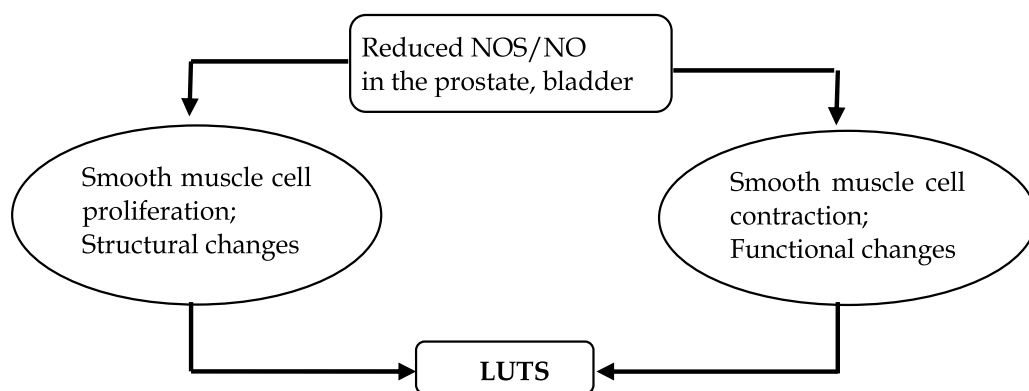 Reduced NOS/NO
in the prostate, bladder
Smooth muscle cell
proliferation;
Structural changes
Smooth muscle cell
contraction;
Functional changes
LUTS